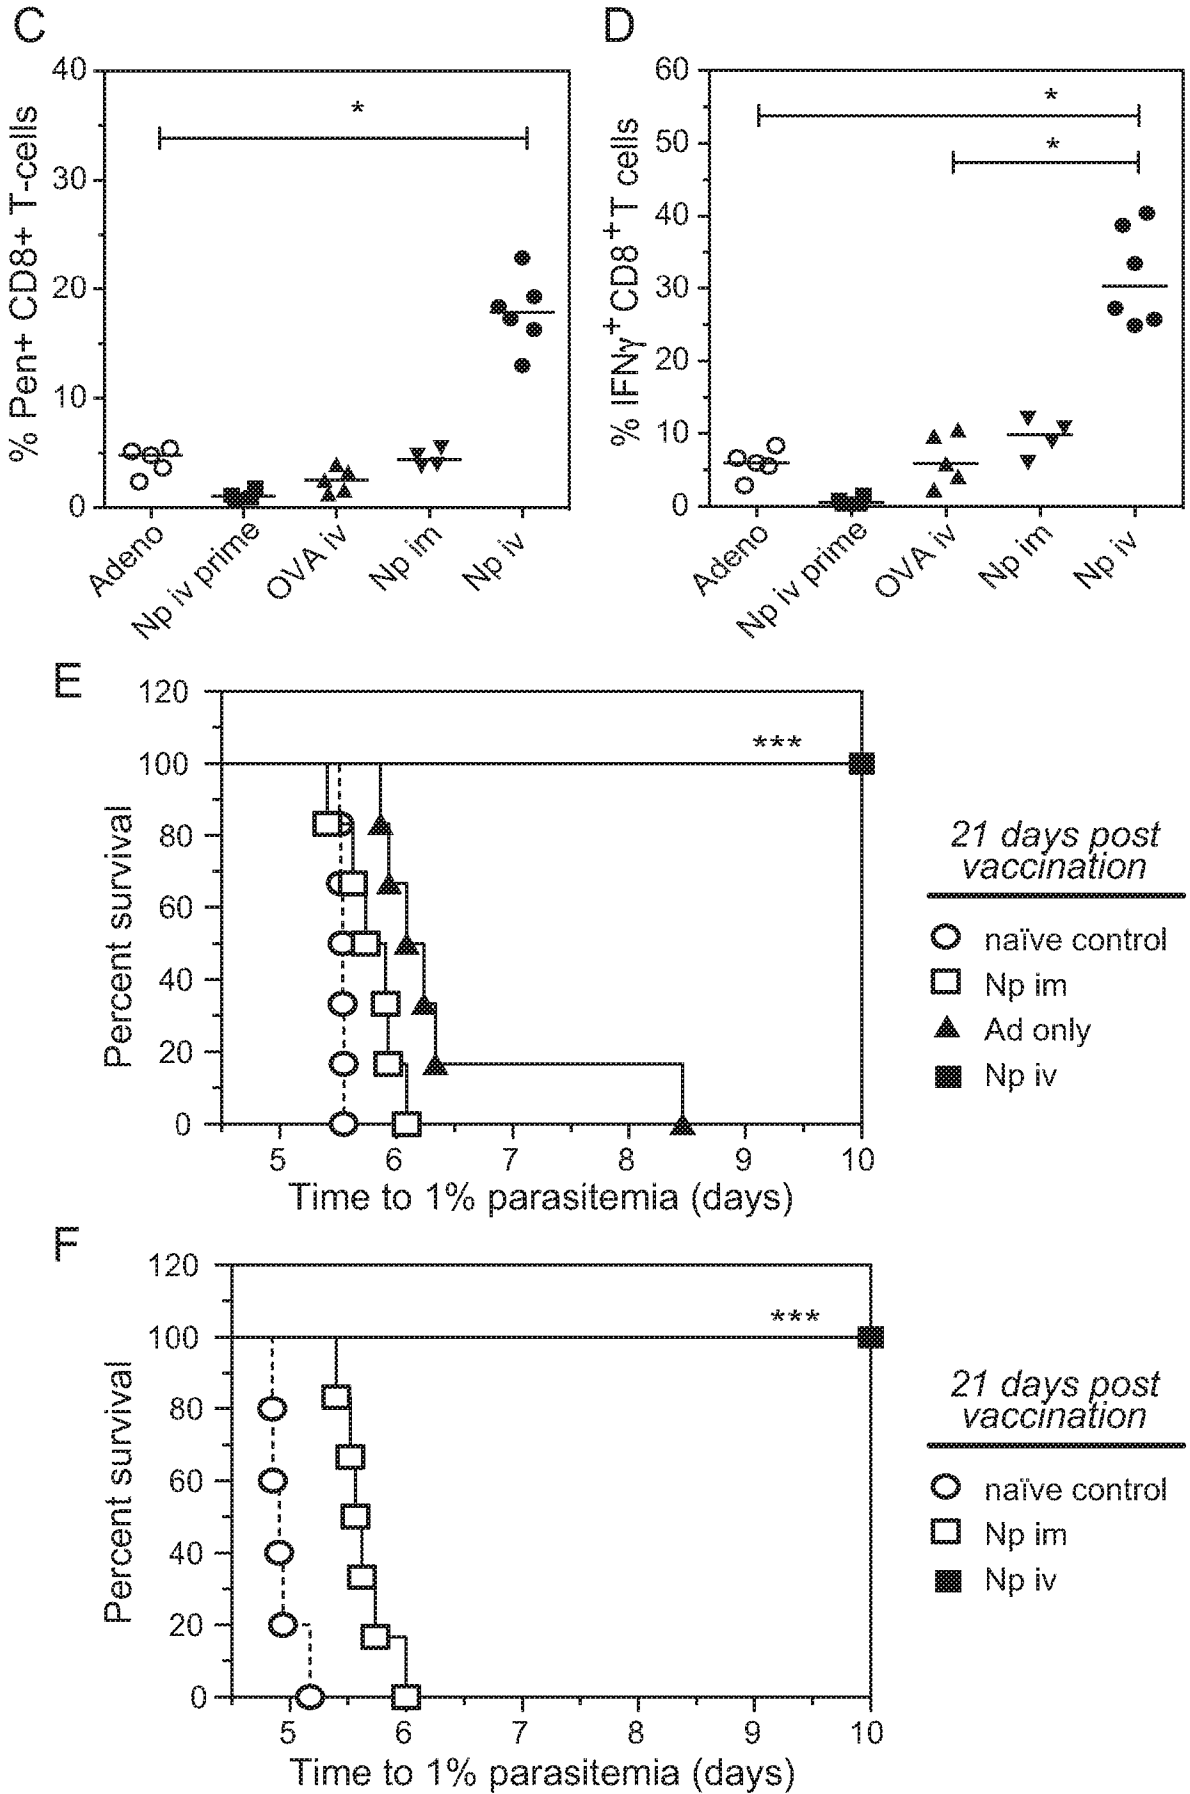 C
40
30
20
10
0
% Pen+ CD8+ T-cells
*
Adeno
Np iv prime
OVA iv
Np im
Np iv
D
60
50
40
30
20
10
0
% IFNγ+ CD8+T cells
*
*
Adeno
Np iv prime
OVA iv
Np im
Np iv
E
120
100
80
60
40
20
0
Percent survival
***
5 6 7 8 9 10
Time to 1% parasitemia (days)
21 days post
vaccination
naïve control
Np im
Ad only
Np iv
F
120
100
80
60
40
20
0
Percent survival
***
5 6 7 8 9 10
Time to 1% parasitemia (days)
21 days post
vaccination
naïve control
Np im
Np iv